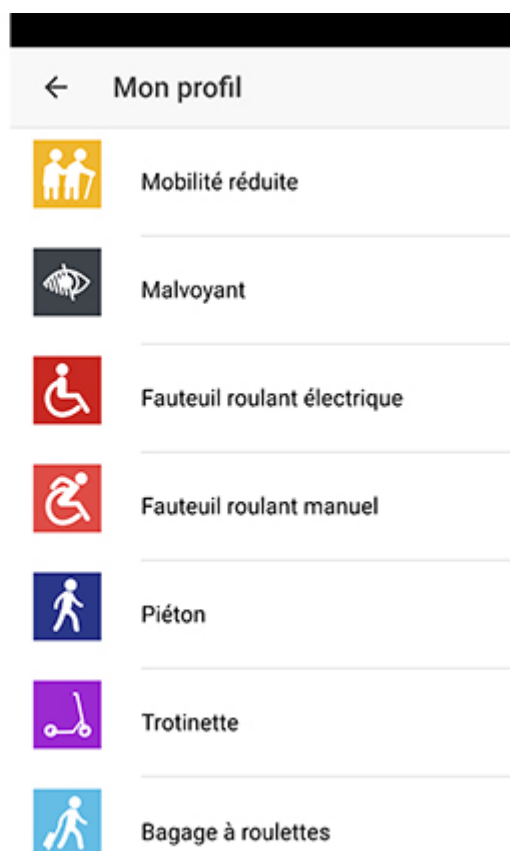 Mon profil
Mobilité réduite
Malvoyant
Fauteuil roulant électrique
Fauteuil roulant manuel
Piéton
Trotinette
Bagage à roulettes